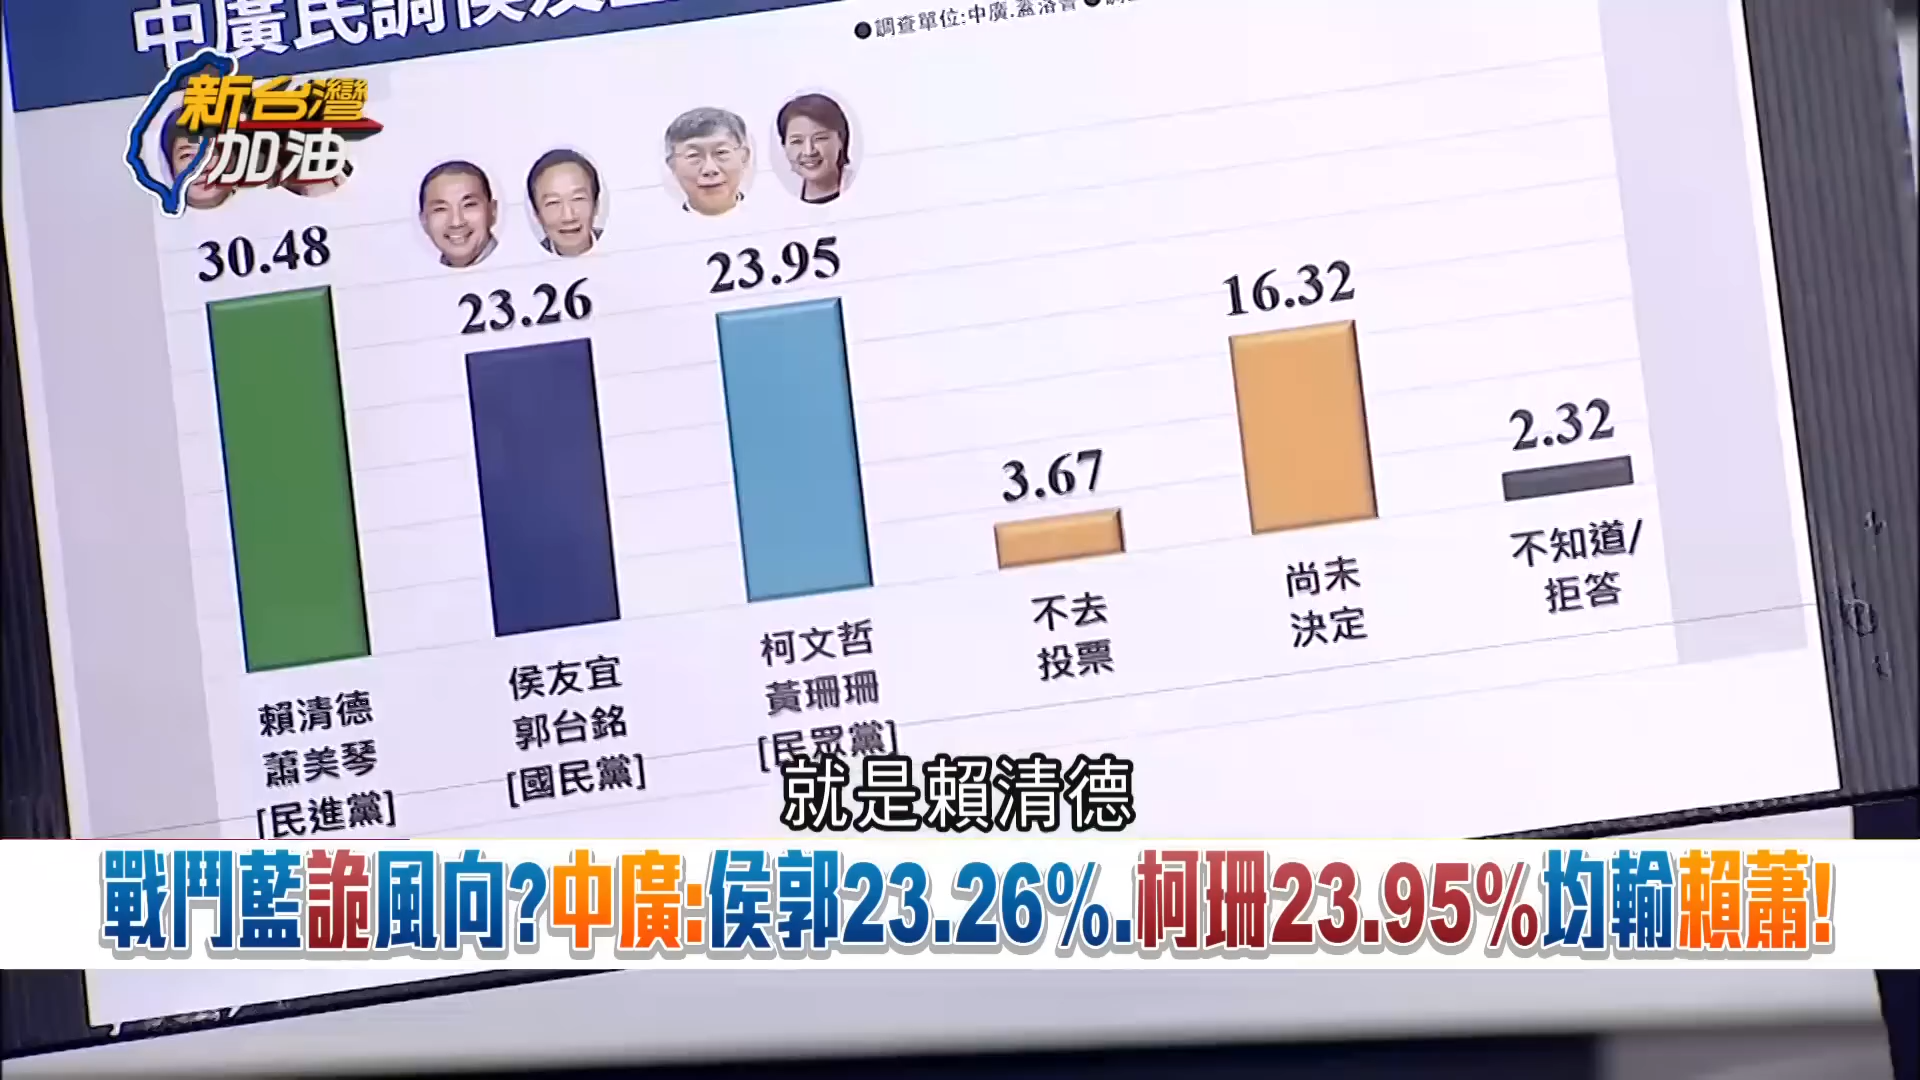 中廣民調侯友
●調查單位:中廣.蓋洛普
新台灣
加油
30.48
23.26
23.95
3.67
16.32
2.32
賴清德
蕭美琴
[民進黨]
侯友宜
郭台銘
[國民黨]
柯文哲
黃珊珊
[民眾黨]
不去
投票
尚未
決定
不知道/
拒答
就是賴清德
戰鬥藍詭風向?中廣:侯郭23.26%.柯珊23.95%均輸賴蕭!